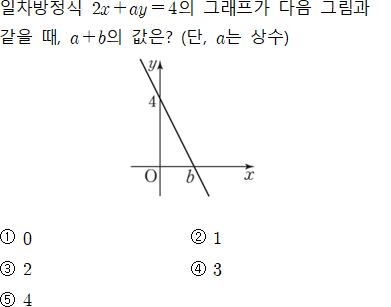 일차방정식 2x+ay=4의 그래프가 다음 그림과
같을 때, a+b의 값은? (단, a는 상수)
y
4
O b x
① 0 ② 1
③ 2 ④ 3
⑤ 4